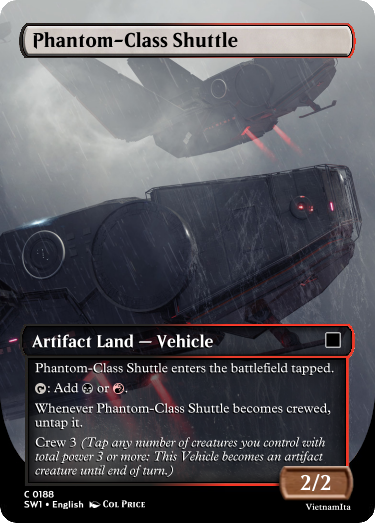 Phantom-Class Shuttle
Artifact Land — Vehicle
Phantom-Class Shuttle enters the battlefield tapped.
: Add or .
Whenever Phantom-Class Shuttle becomes crewed,
untap it.
Crew 3 (Tap any number of creatures you control with
total power 3 or more: This Vehicle becomes an artifact
creature until end of turn.)
2/2
C 0188
SW1 • English Col Price
VietnamIta